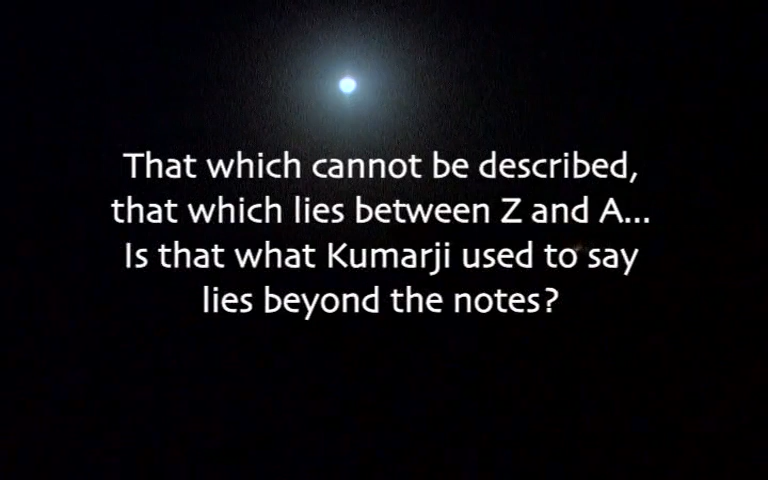 That which cannot be described,
that which lies between Z and A...
Is that what Kumarji used to say
lies beyond the notes?